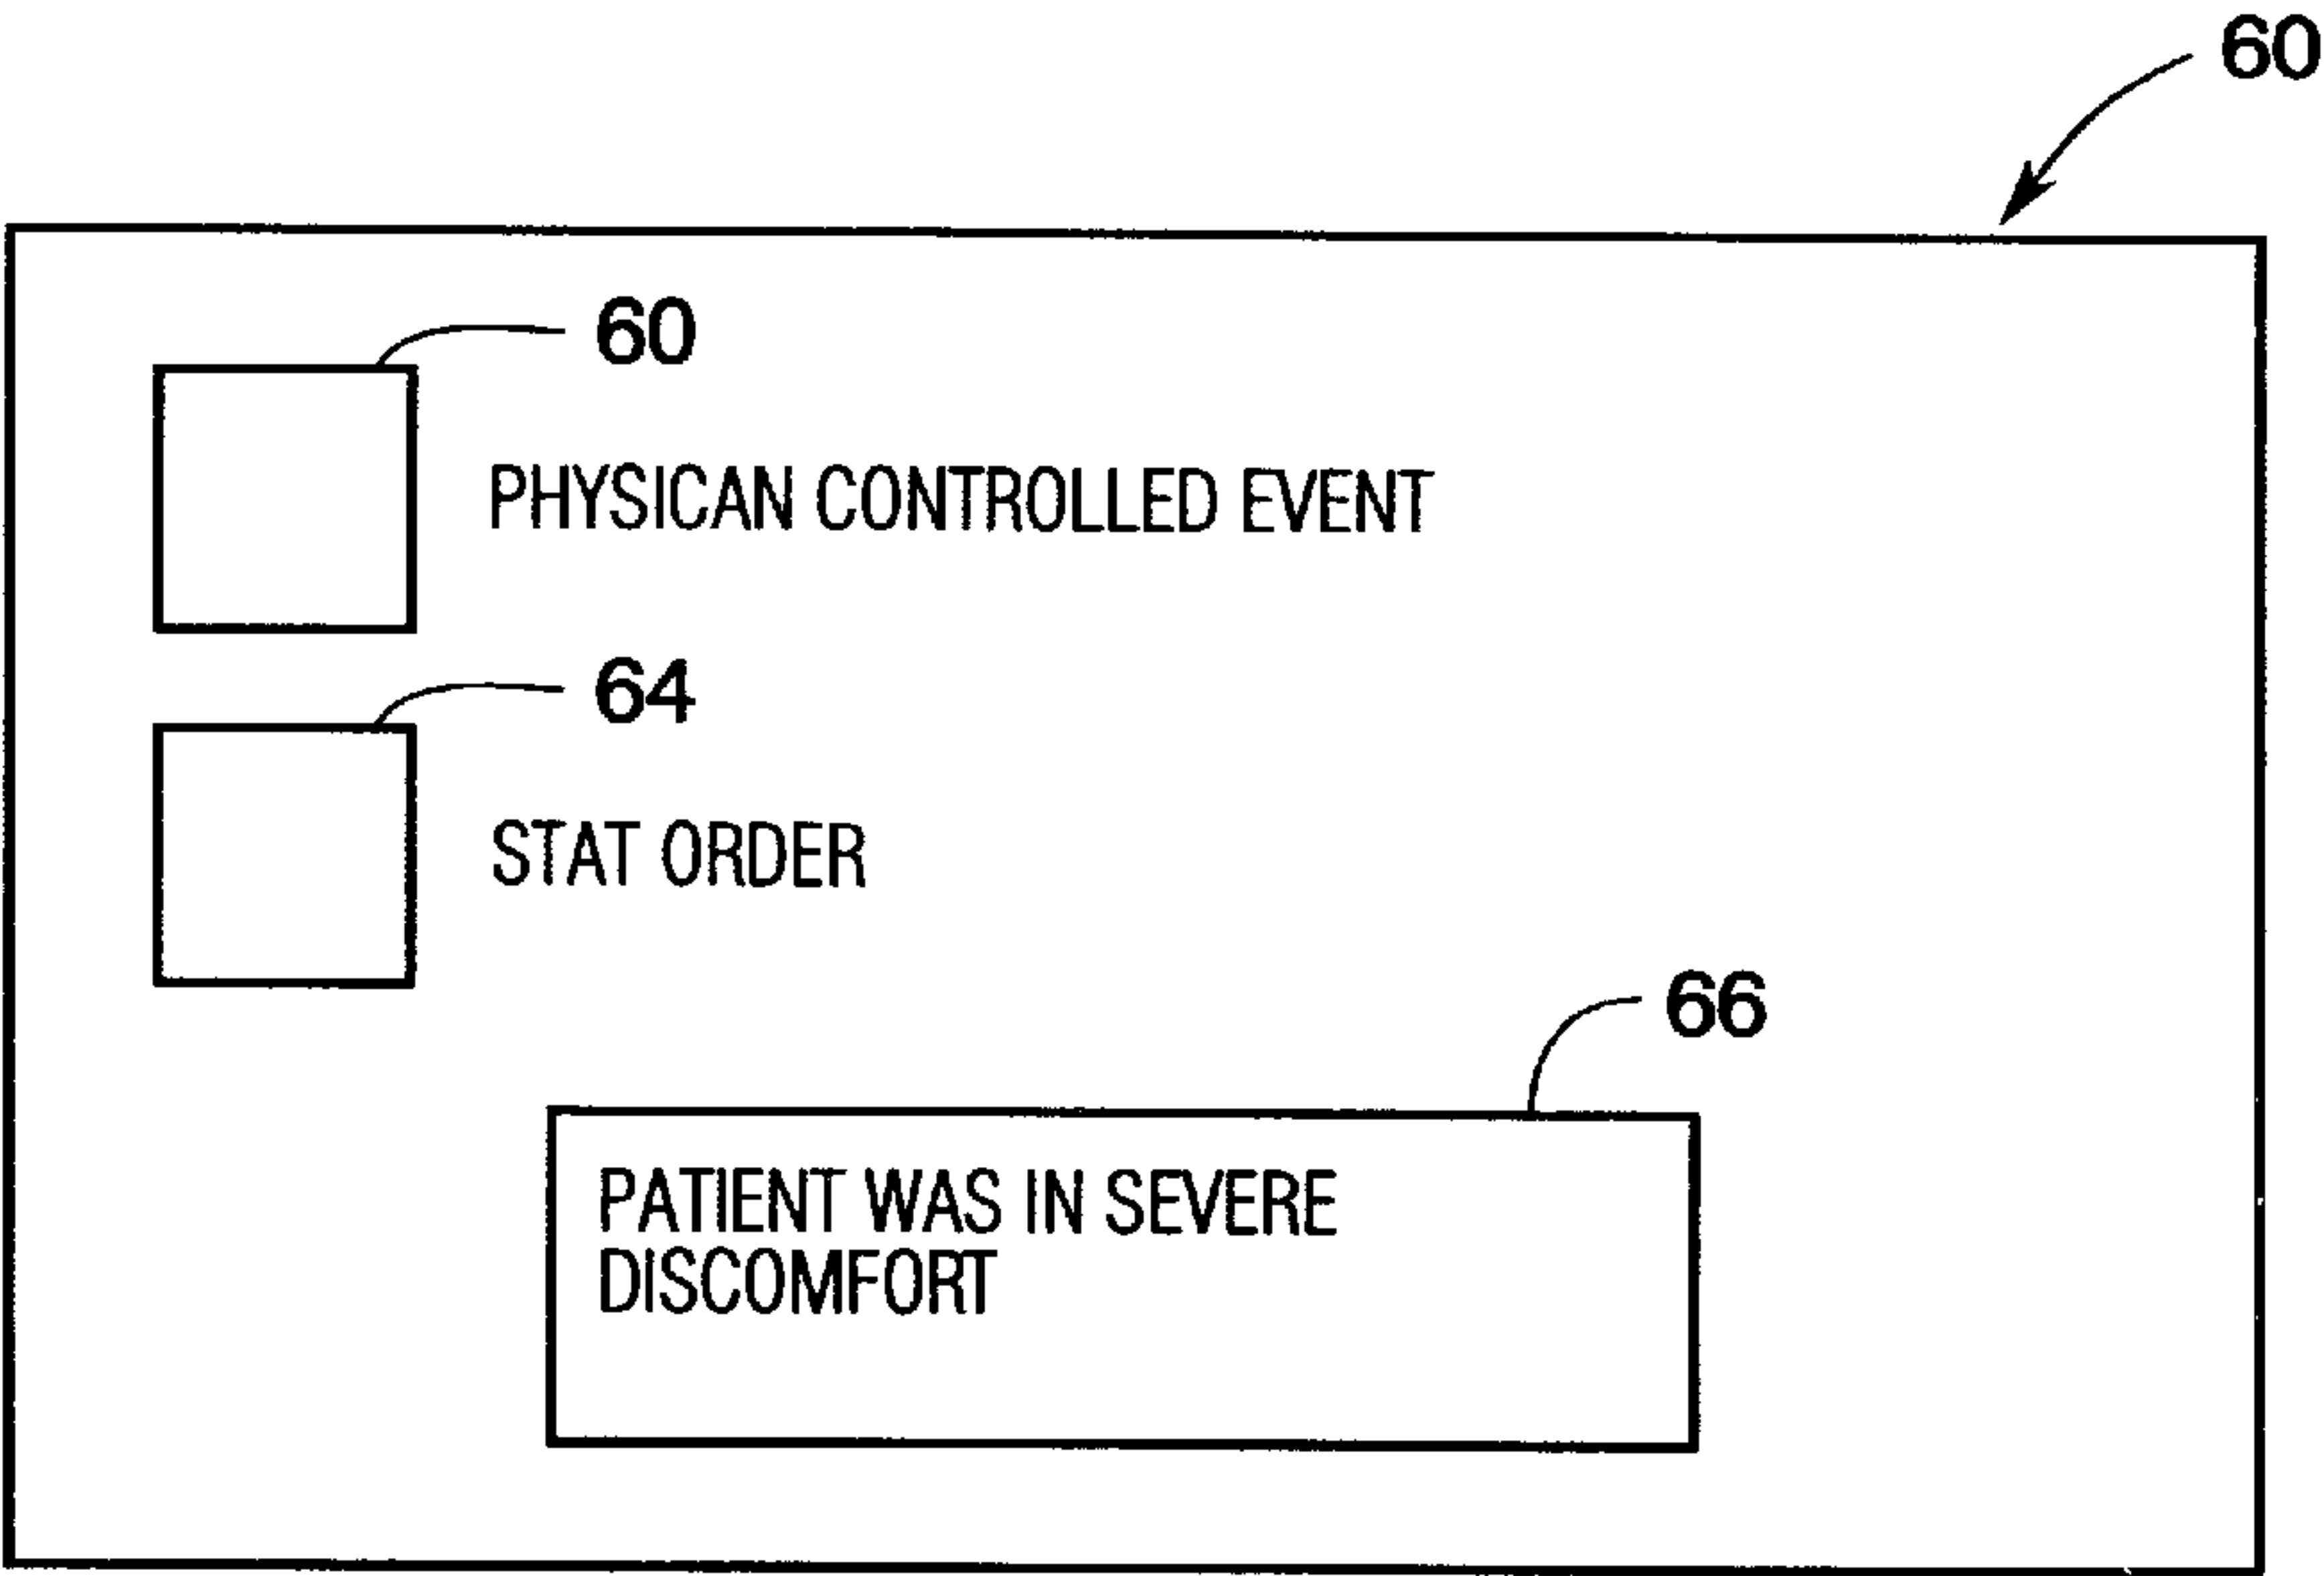 60
60
PHYSICAN CONTROLLED EVENT
64
STAT ORDER
66
PATIENT WAS IN SEVERE
DISCOMFORT